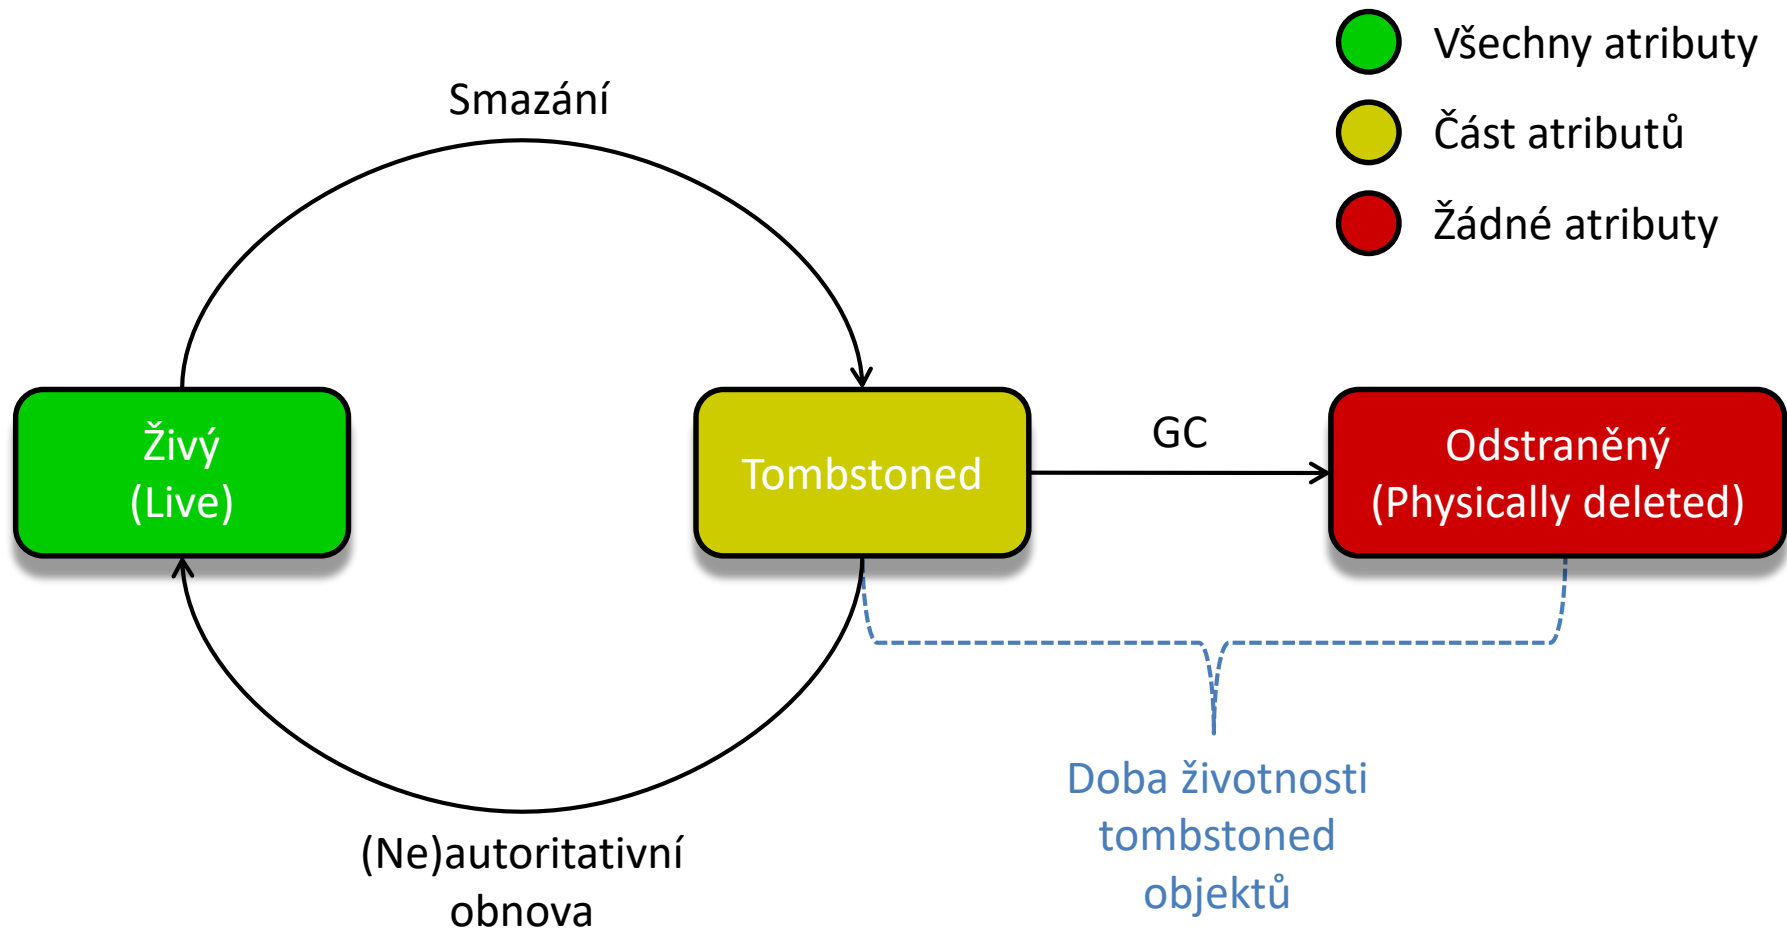 Všechny atributy
Část atributů
Žádné atributy
Smazání
Živý
(Live)
Tombstoned
GC
Odstraněný
(Physically deleted)
Doba životnosti
tombstoned
objektů
(Ne)autoritativní
obnova